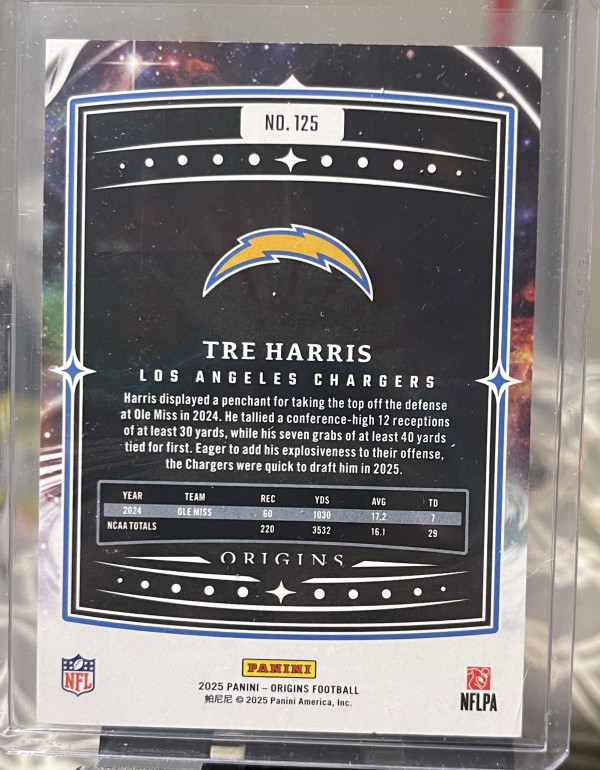 NO. 125
TRE HARRIS
LOS ANGELES CHARGERS
Harris displayed a penchant for taking the top off the defense
at Ole Miss in 2024. He tallied a conference-high 12 receptions
of at least 30 yards, while his seven grabs of at least 40 yards
tied for first. Eager to add his explosiveness to their offense,
the Chargers were quick to draft him in 2025.
YEAR TEAM REC YDS AVG TD
2024 OLE MISS 60 1030 17.2 7
NCAA TOTALS 220 3532 16.1 29
ORIGINS
NFL
PANINI
2025 PANINI – ORIGINS FOOTBALL
帕尼尼 © 2025 Panini America, Inc.
NFLPA